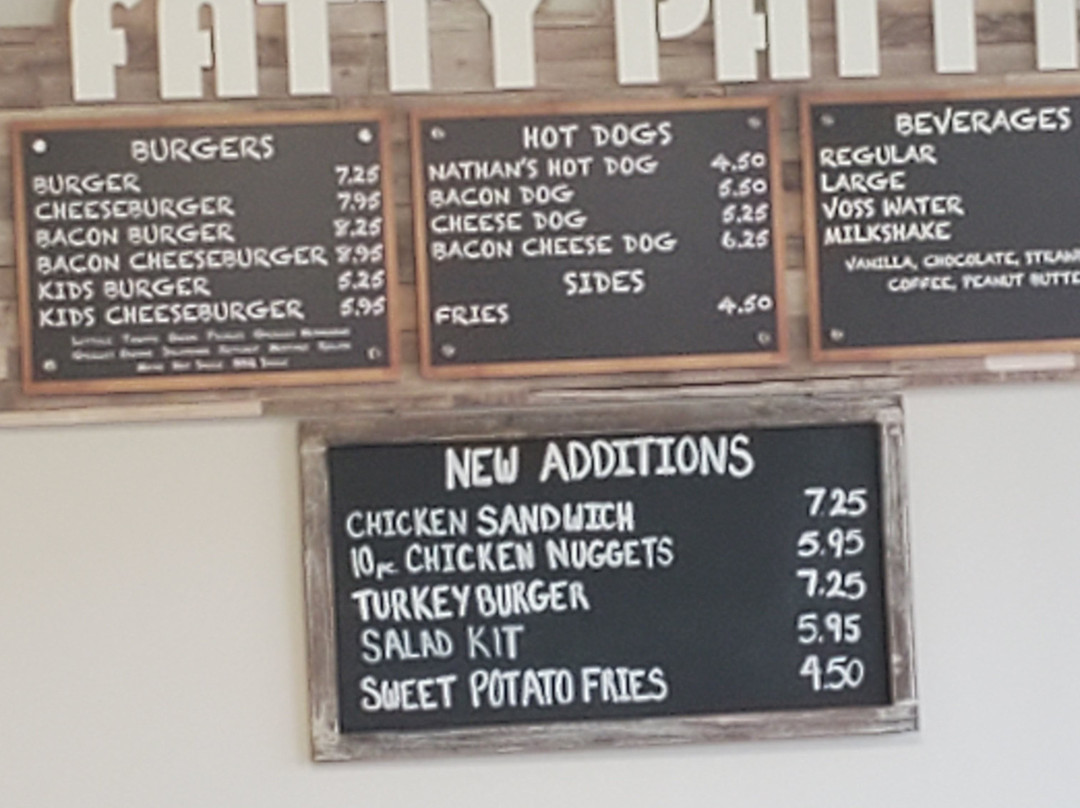 FATTY PATT
BURGERS
BURGER 7.25
CHEESEBURGER 7.95
BACON BURGER 8.25
BACON CHEESEBURGER 8.95
KIDS BURGER 5.25
KIDS CHEESEBURGER 5.95
HOT DOGS
NATHAN'S HOT DOG 4.50
BACON DOG 5.50
CHEESE DOG 5.25
BACON CHEESE DOG 6.25
SIDES
FRIES 4.50
BEVERAGES
REGULAR
LARGE
VOSS WATER
MILKSHAKE
VANILLA, CHOCOLATE,
COFFEE, PEANUT BUTTE
NEW ADDITIONS
CHICKEN SANDWICH 7.25
10pc CHICKEN NUGGETS 5.95
TURKEY BURGER 7.25
SALAD KIT 5.95
SWEET POTATO FRIES 4.50